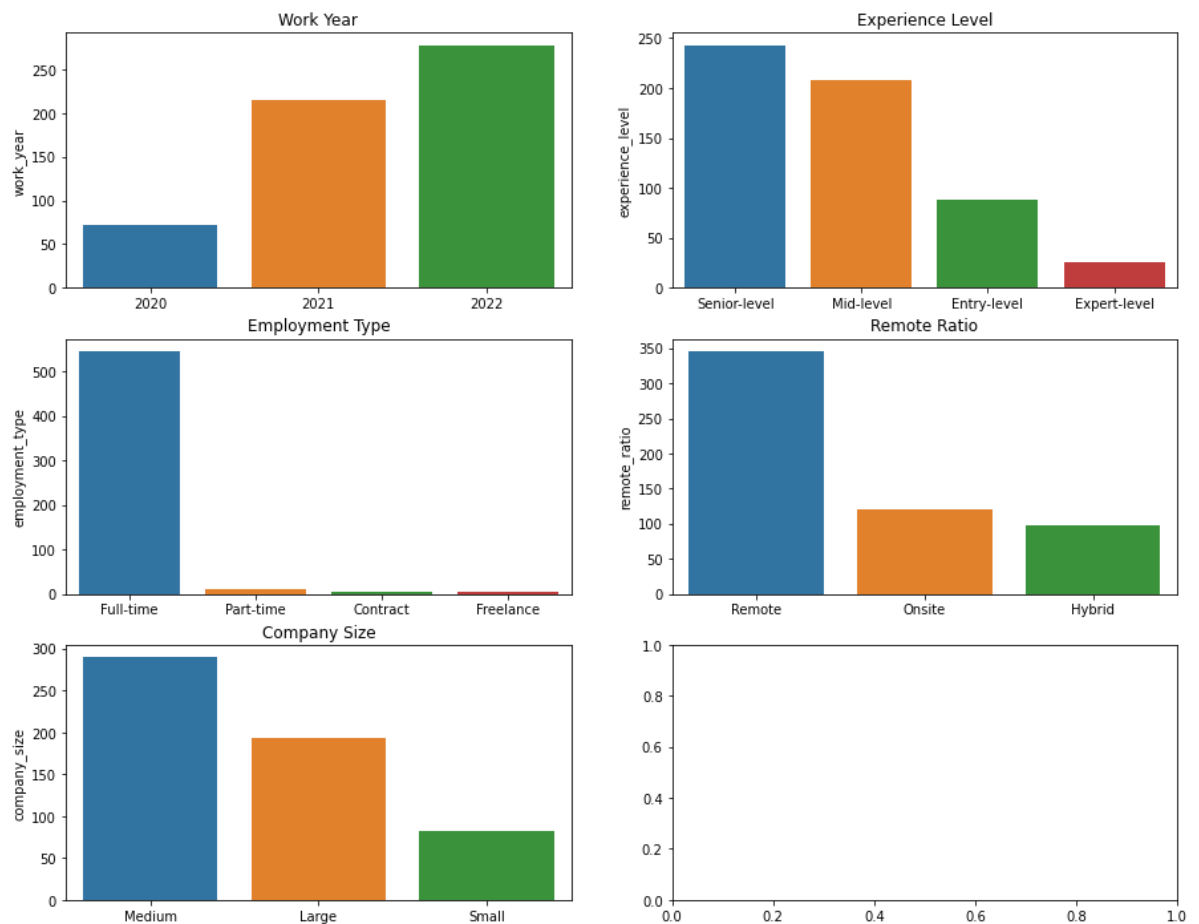 Work Year
work_year
250
200
150
100
50
0
2020 2021 2022
Experience Level
experience_level
250
200
150
100
50
0
Senior-level Mid-level Entry-level Expert-level
Employment Type
employment_type
500
400
300
200
100
0
Full-time Part-time Contract Freelance
Remote Ratio
remote_ratio
350
300
250
200
150
100
50
0
Remote Onsite Hybrid
Company Size
company_size
300
250
200
150
100
50
0
Medium Large Small
1.0
0.8
0.6
0.4
0.2
0.0
0.0 0.2 0.4 0.6 0.8 1.0